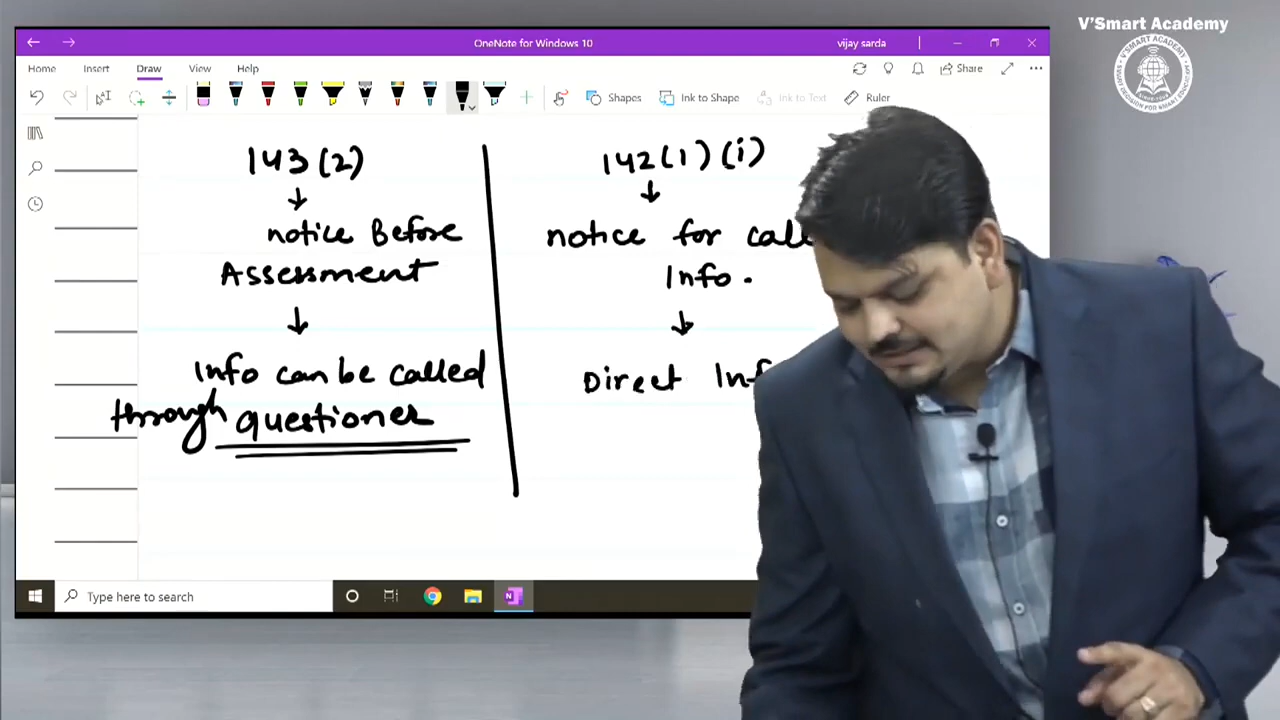 V'Smart Academy
OneNote for Windows 10
vijay sarda
Home Insert Draw View Help
Share
Shapes Ink to Shape Ink to Text Ruler
143(2)
notice Before
Assessment
Info can be called
through questioner
142(1)(i)
notice for call
Info.
Direct Inf
Type here to search